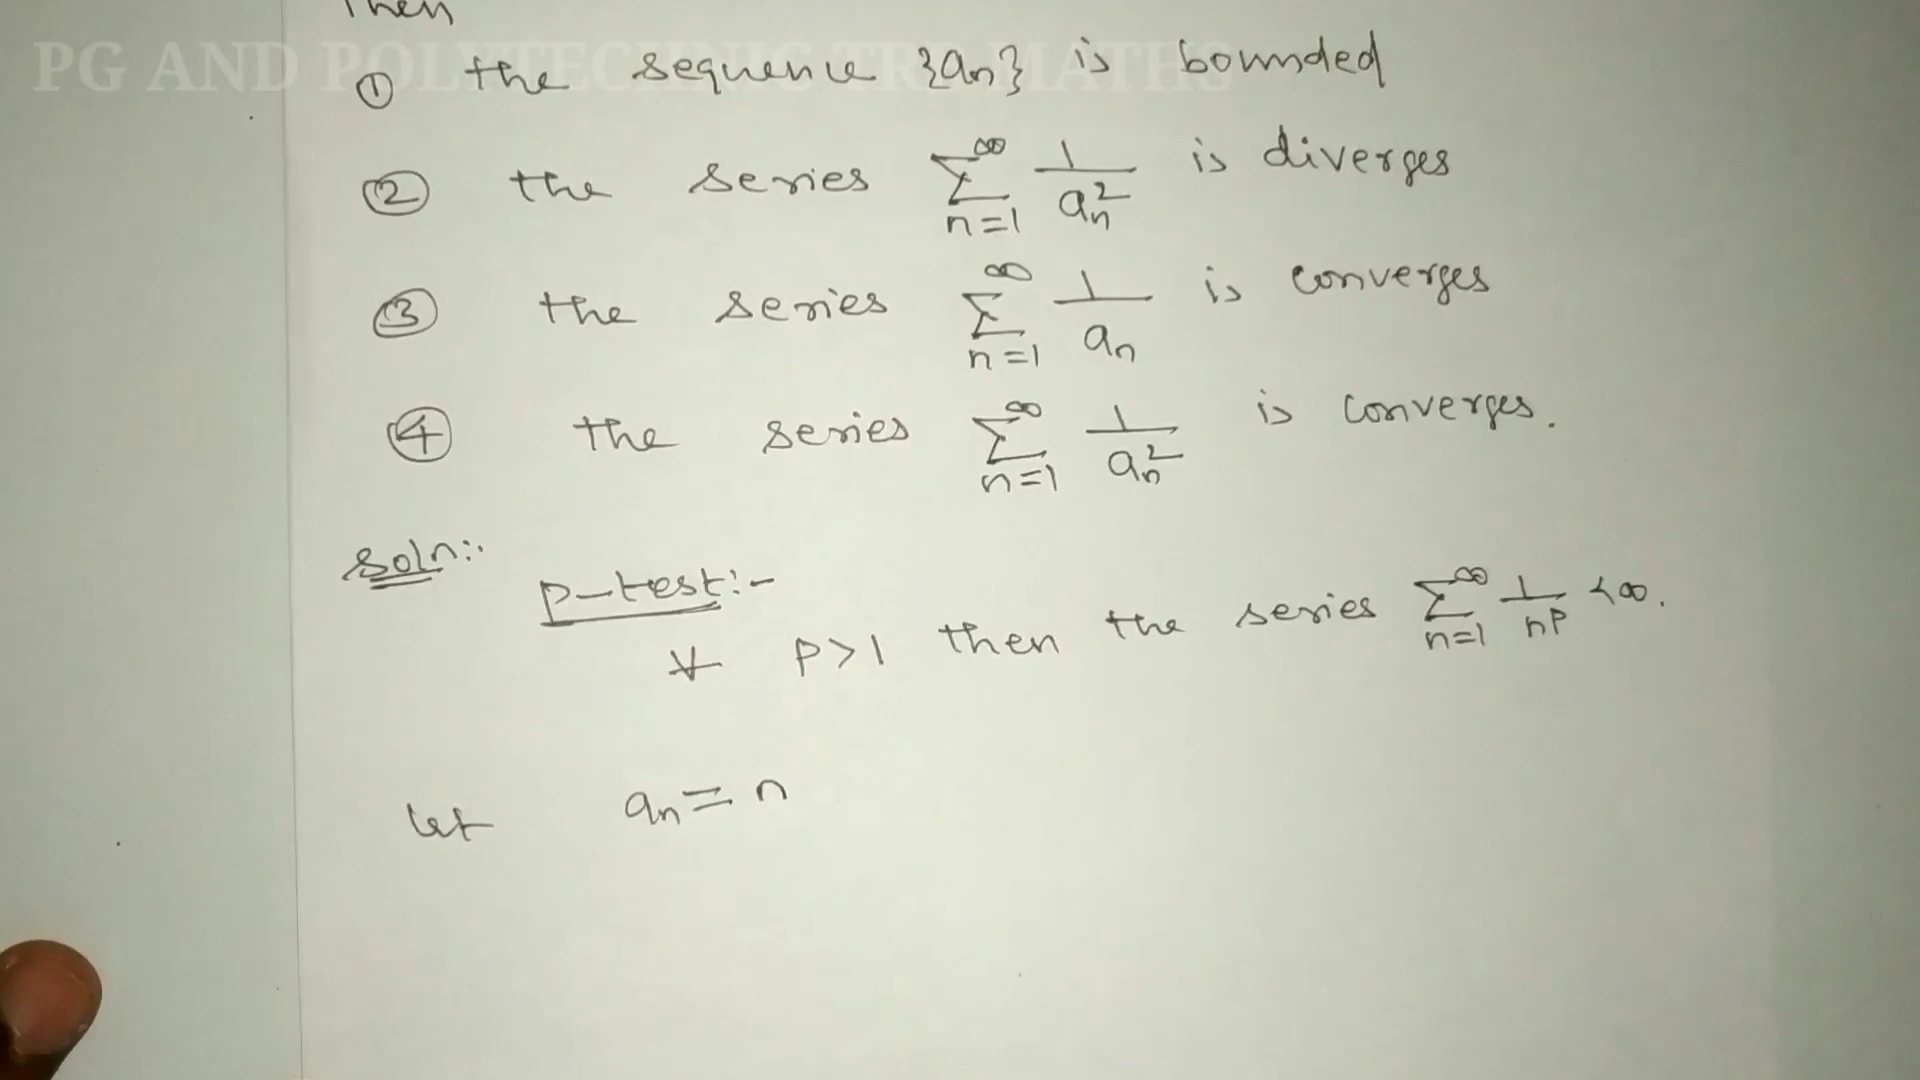 Then
PG AND POLYTECHNIC TRB MATHS
① the sequence {aₙ} is bounded
② the series ∑_{n=1}^{∞} 1/aₙ² is diverges
③ the series ∑_{n=1}^{∞} 1/aₙ is converges
④ the series ∑_{n=1}^{∞} 1/aₙ² is converges.
Soln:.
P-test:-
∀ P>1 then the series ∑_{n=1}^{∞} 1/n^P <∞.
let aₙ = n